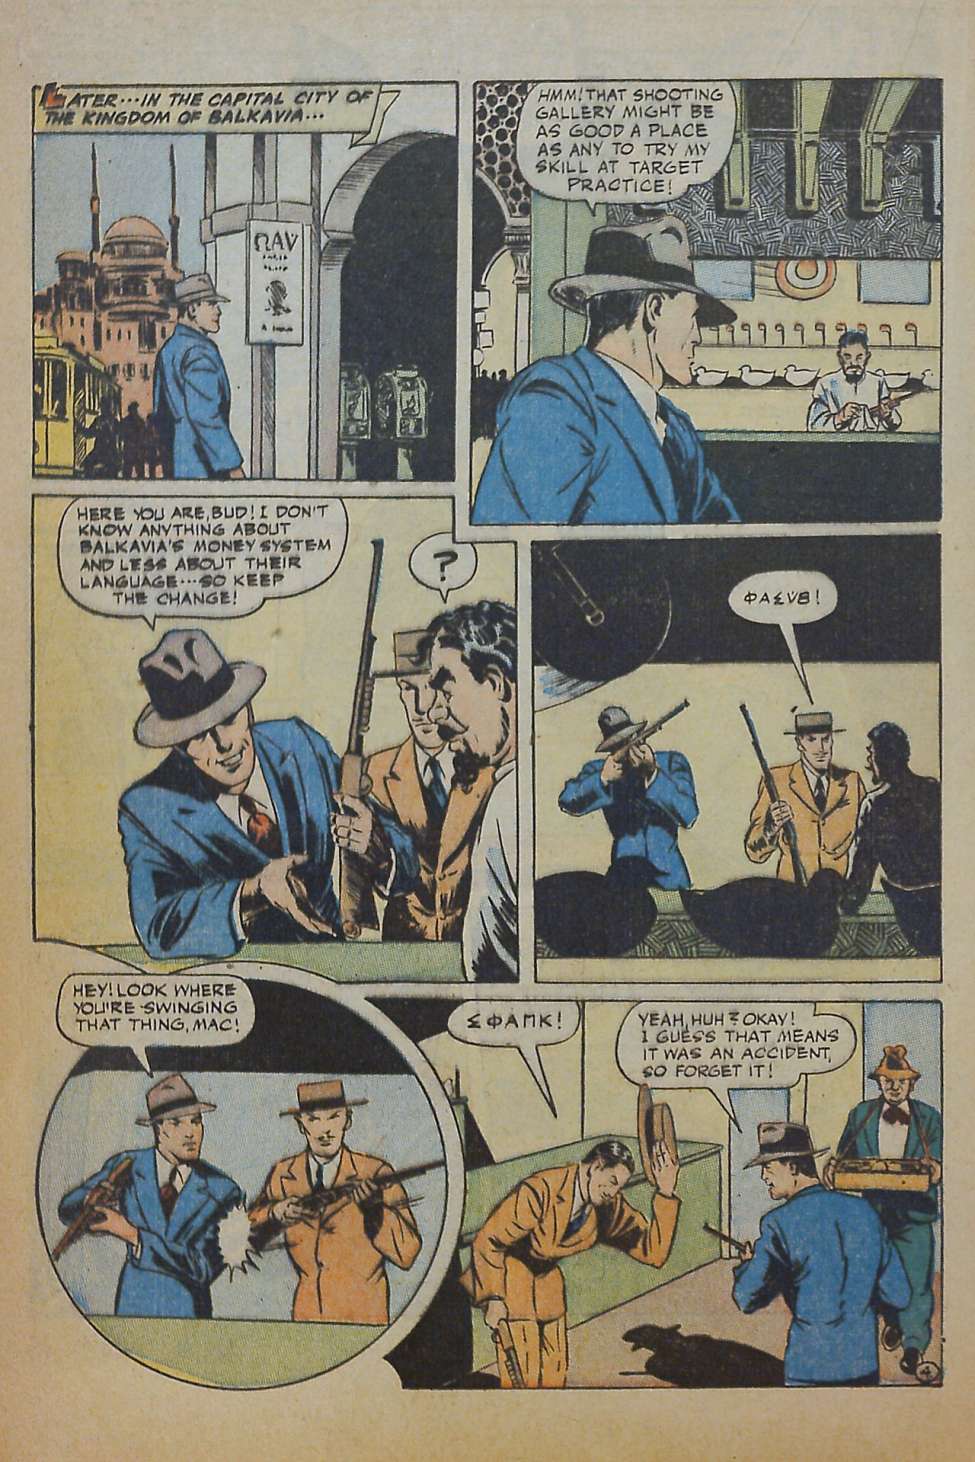 LATER...IN THE CAPITAL CITY OF
THE KINGDOM OF BALKAVIA...
ΠAV
HMM! THAT SHOOTING
GALLERY MIGHT BE
AS GOOD A PLACE
AS ANY TO TRY MY
SKILL AT TARGET
PRACTICE!
HERE YOU ARE, BUD! I DON'T
KNOW ANYTHING ABOUT
BALKAVIA'S MONEY SYSTEM
AND LESS ABOUT THEIR
LANGUAGE...SO KEEP
THE CHANGE!
?
ΦΑΣV8!
HEY! LOOK WHERE
YOU'RE SWINGING
THAT THING, MAC!
ΣΦΑΠΚ!
YEAH, HUH? OKAY!
I GUESS THAT MEANS
IT WAS AN ACCIDENT,
SO FORGET IT!
4